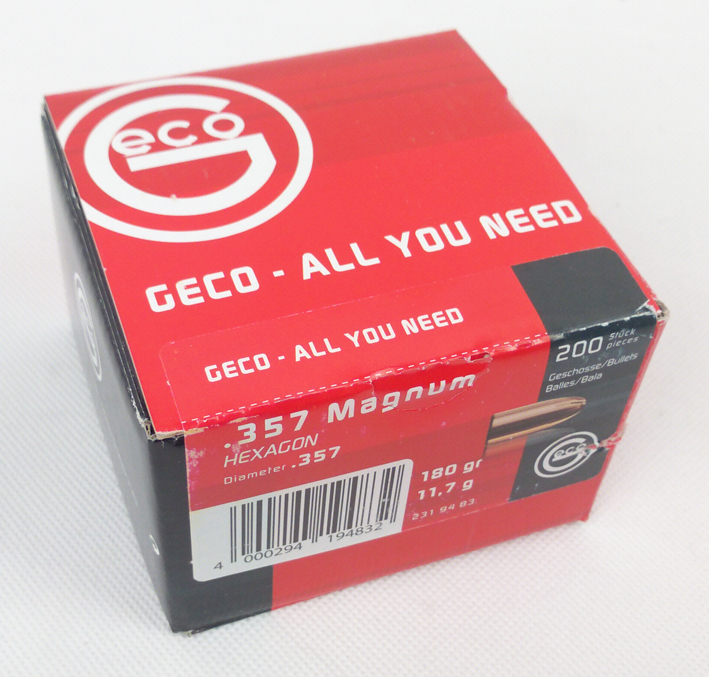 Geco
GECO - ALL YOU NEED
GECO - ALL YOU NEED
200 Stück
pieces
Geschosse/Bullets
Balles/Bala
.357 Magnum
HEXAGON
Diameter .357
180 gr
11,7 g
231 94 83
Geco
4 000294 194832